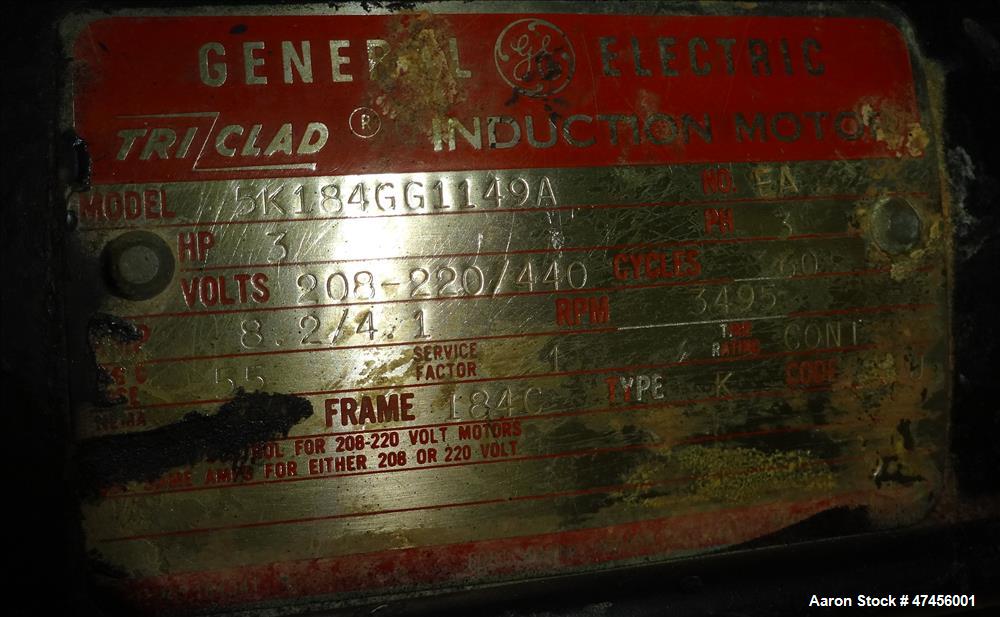 GENERAL GE ELECTRIC
TRI/CLAD ® INDUCTION MOTOR
MODEL 5K184GG1149A NO. EA
HP 3 PH 3
VOLTS 208-220/440 CYCLES 60
8.2/4.1 RPM 3495
55 SERVICE FACTOR 1 TIME RATING CONT
NEMA FRAME 184C TYPE K CODE
FOR 208-220 VOLT MOTORS
AMPS FOR EITHER 208 OR 220 VOLT
Aaron Stock # 47456001